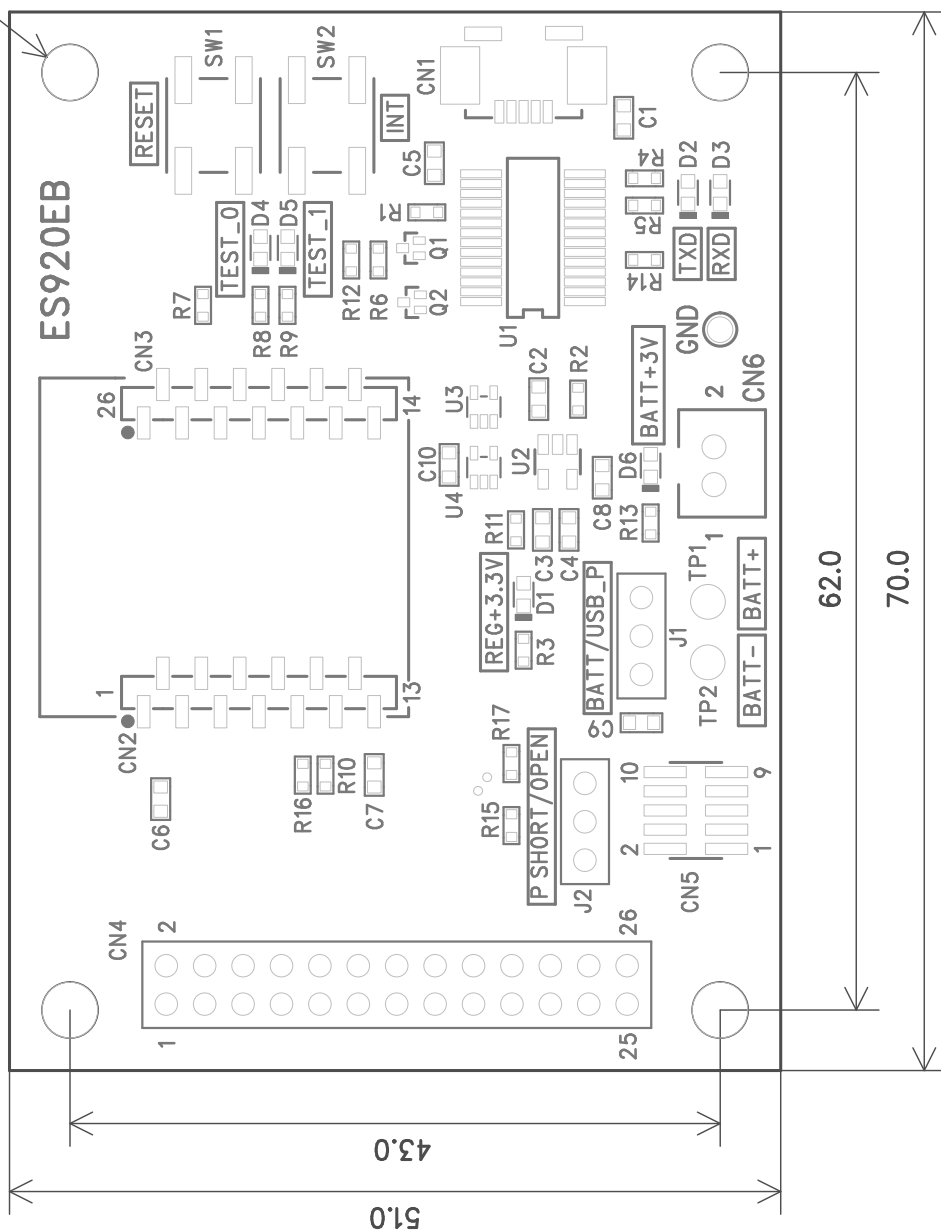 ES920EB
RESET
SW1
SW2
INT
CN1
C1
C5
R4
D2
D3
R5
TXD
RXD
R14
R1
Q1
Q2
U1
TEST_0
D4
D5
TEST_1
R12
R6
R7
R8
R9
GND
CN3
26
14
U3
C2
R2
BATT+3V
2
CN6
C10
U4
U2
C8
D6
R13
1
R11
C3
C4
REG+3.3V
D1
R3
BATT/USB_P
J1
TP1
BATT+
TP2
BATT-
1
13
CN2
C6
R16
R10
C7
R17
R15
C9
P SHORT/OPEN
J2
10
9
2
1
CN5
CN4
2
26
1
25
62.0
70.0
43.0
51.0